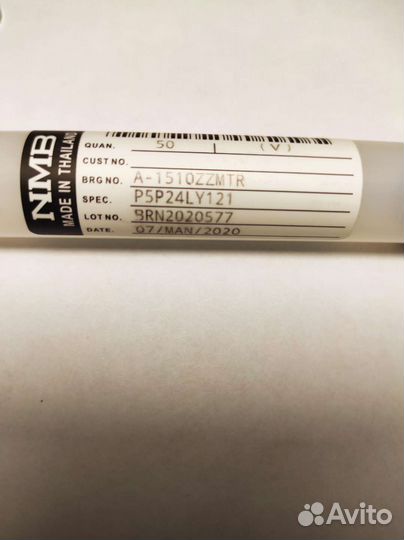 NMB
MADE IN THAILAND
QUAN. 50 (V)
CUST NO.
BRG NO. A-1510ZZMTR
SPEC. P5P24LY121
LOT NO. BRN2020577
DATE. 07/MAN/2020
Avito